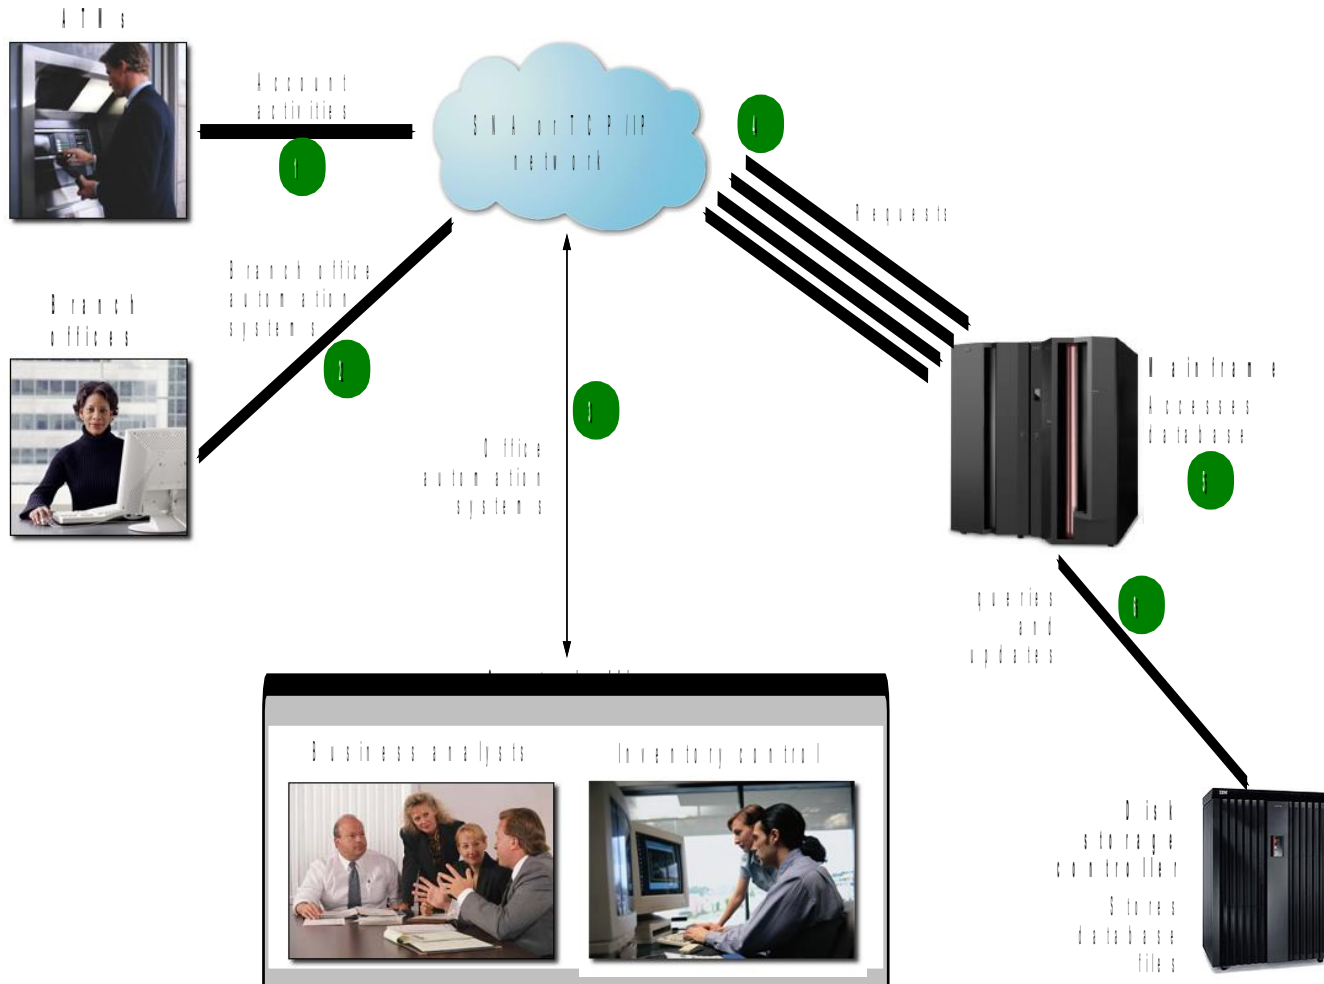 ATMs
Account
activities
1
SNA or TCP/IP
network
4
Requests
Branch office
automation
systems
2
Branch
offices
3
Office
automation
systems
Mainframe
Accesses
database
5
queries
and
updates
6
Business analysts
Inventory control
IBM
Disk
storage
controller
Stores
database
files